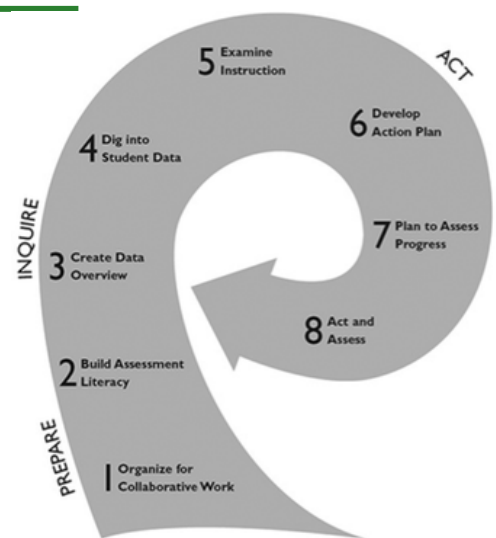 PREPARE
1 Organize for
Collaborative Work
2 Build Assessment
Literacy
INQUIRE
3 Create Data
Overview
4 Dig into
Student Data
5 Examine
Instruction
ACT
6 Develop
Action Plan
7 Plan to Assess
Progress
8 Act and
Assess